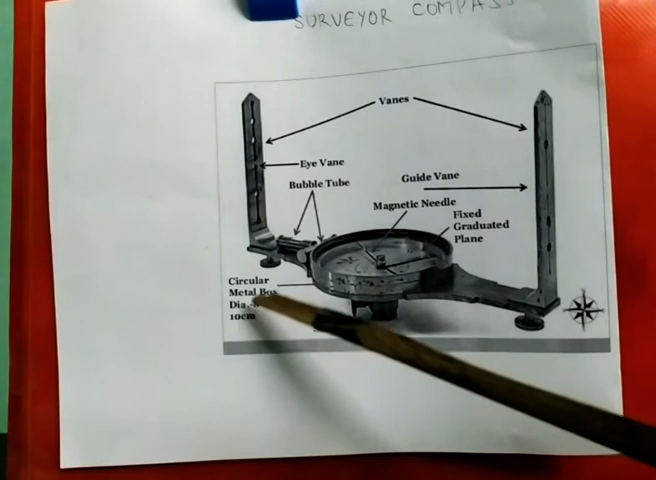 SURVEYOR COMPASS
Vanes
Eye Vane
Bubble Tube
Guide Vane
Magnetic Needle
Fixed
Graduated
Plane
Circular
Metal Box
Dia.
10cm